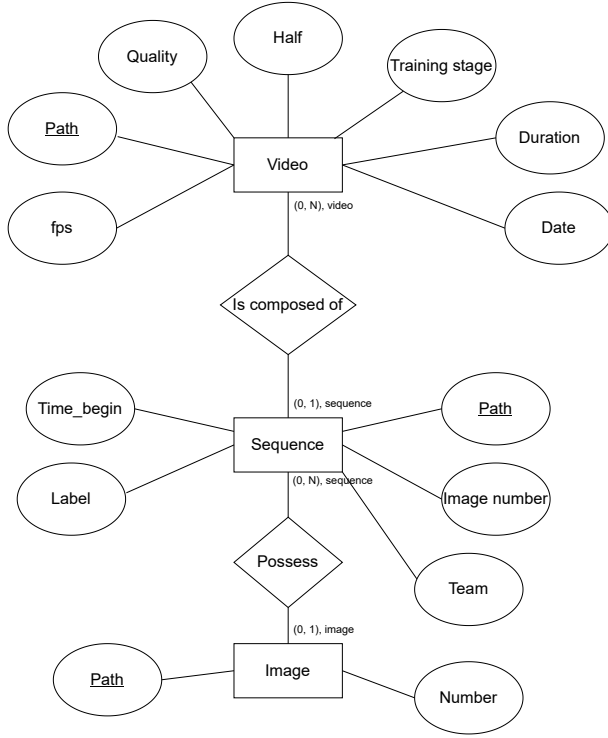 Half
Quality
Training stage
Path
Duration
Video
fps
(0, N), video
Date
Is composed of
(0, 1), sequence
Time_begin
Path
Sequence
(0, N), sequence
Label
Image number
Possess
Team
(0, 1), image
Path
Image
Number